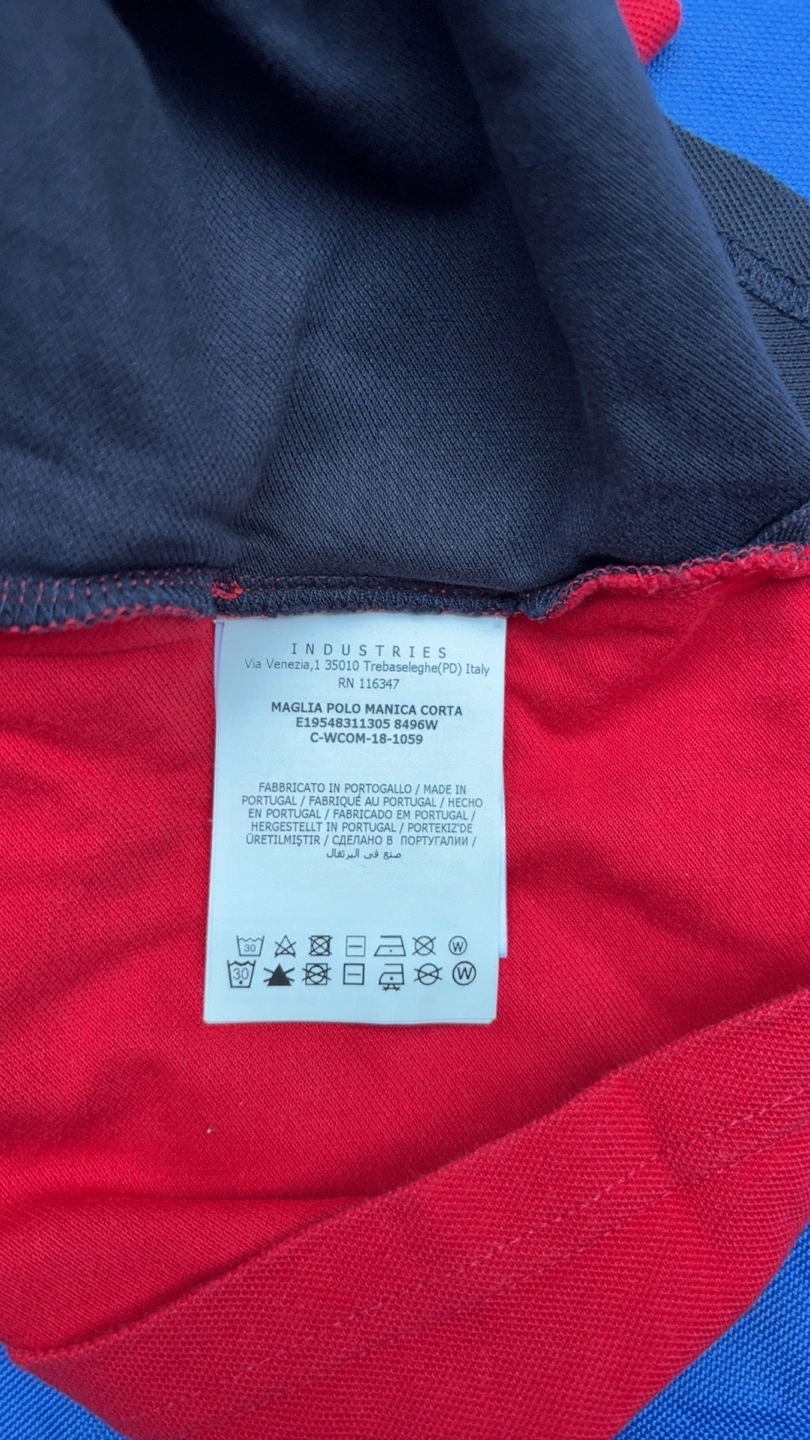 INDUSTRIES
Via Venezia,1 35010 Trebaseleghe(PD) Italy
RN 116347
MAGLIA POLO MANICA CORTA
E19548311305 8496W
C-WCOM-18-1059
FABBRICATO IN PORTOGALLO / MADE IN
PORTUGAL / FABRIQUÉ AU PORTUGAL / HECHO
EN PORTUGAL / FABRICADO EM PORTUGAL /
HERGESTELLT IN PORTUGAL / PORTEKIZ'DE
ÜRETILMIŞTIR / СДЕЛАНО В ПОРТУГАЛИИ /
صنع في البرتغال
30 W
30 W